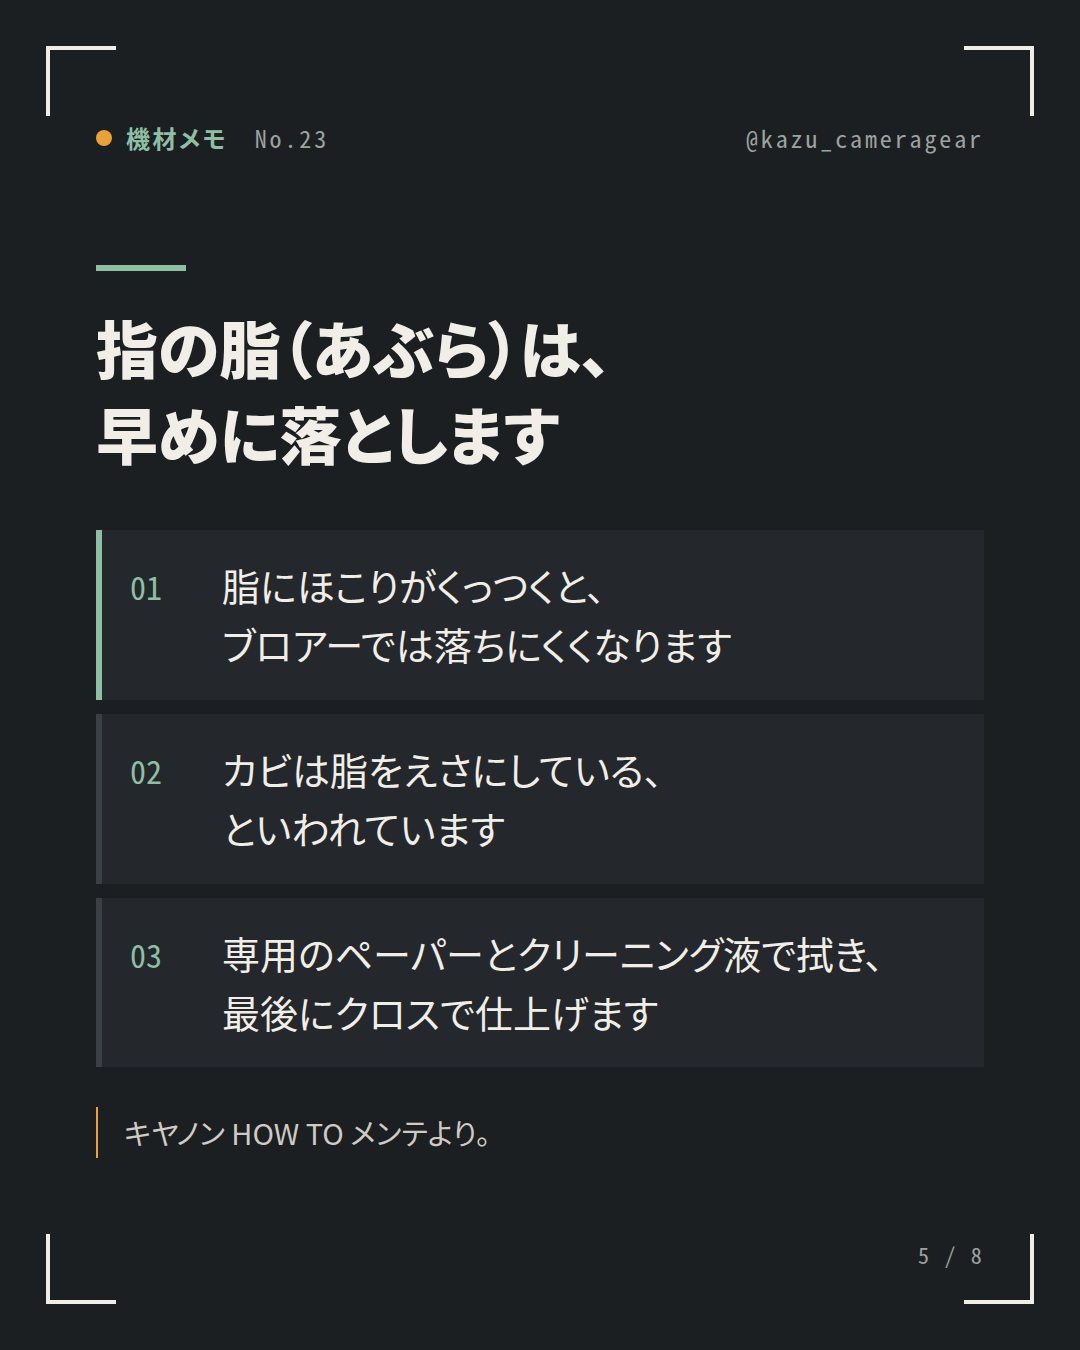 機材メモ No.23
@kazu_cameragear
指の脂(あぶら)は、
早めに落とします
01 脂にほこりがくっつくと、
ブロアーでは落ちにくくなります
02 カビは脂をえさにしている、
といわれています
03 専用のペーパーとクリーニング液で拭き、
最後にクロスで仕上げます
キヤノン HOW TO メンテより。
5 / 8